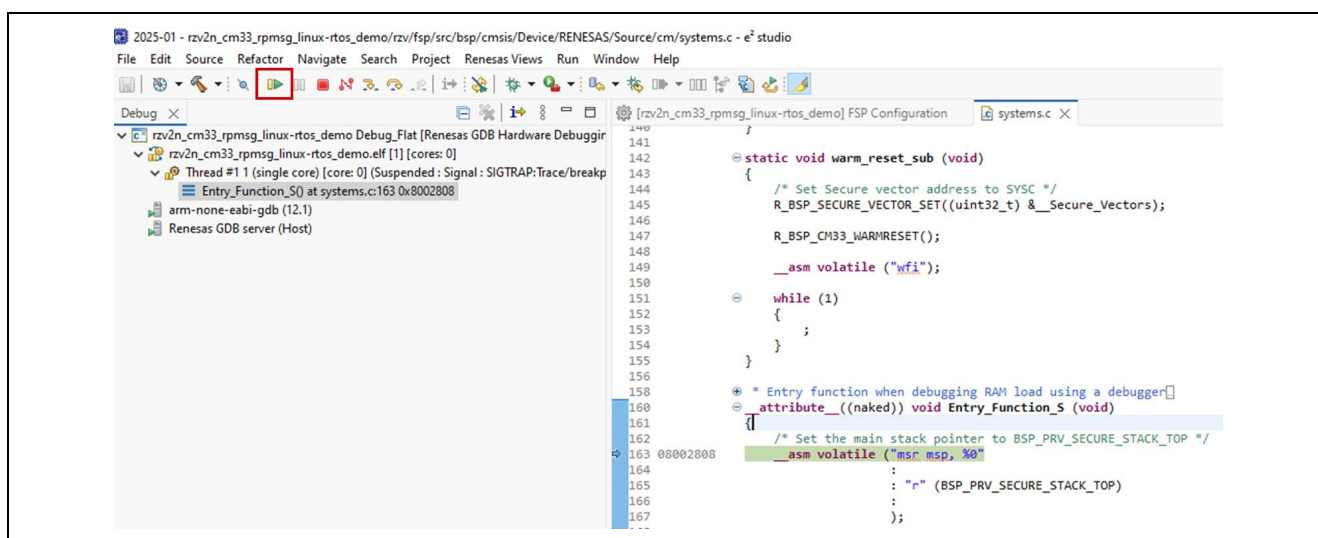 2025-01 - rzv2n_cm33_rpmsg_linux-rtos_demo/rzv/fsp/src/bsp/cmsis/Device/RENESAS/Source/cm/systems.c - e² studio
File Edit Source Refactor Navigate Search Project Renesas Views Run Window Help
Debug
[rzv2n_cm33_rpmsg_linux-rtos_demo] FSP Configuration systems.c
rzv2n_cm33_rpmsg_linux-rtos_demo Debug_Flat [Renesas GDB Hardware Debuggin
rzv2n_cm33_rpmsg_linux-rtos_demo.elf [1] [cores: 0]
Thread #1 1 (single core) [core: 0] (Suspended : Signal : SIGTRAP:Trace/breakp
Entry_Function_S() at systems.c:163 0x8002808
arm-none-eabi-gdb (12.1)
Renesas GDB server (Host)
140 }
141
142 static void warm_reset_sub (void)
143 {
144 /* Set Secure vector address to SYSC */
145 R_BSP_SECURE_VECTOR_SET((uint32_t) &__Secure_Vectors);
146
147 R_BSP_CM33_WARMRESET();
148
149 __asm volatile ("wfi");
150
151 while (1)
152 {
153 ;
154 }
155 }
156
158 * Entry function when debugging RAM load using a debugger
160 __attribute__((naked)) void Entry_Function_S (void)
161 {
162 /* Set the main stack pointer to BSP_PRV_SECURE_STACK_TOP */
163 08002808 __asm volatile ("msr msp, %0"
164 :
165 : "r" (BSP_PRV_SECURE_STACK_TOP)
166 :
167 );